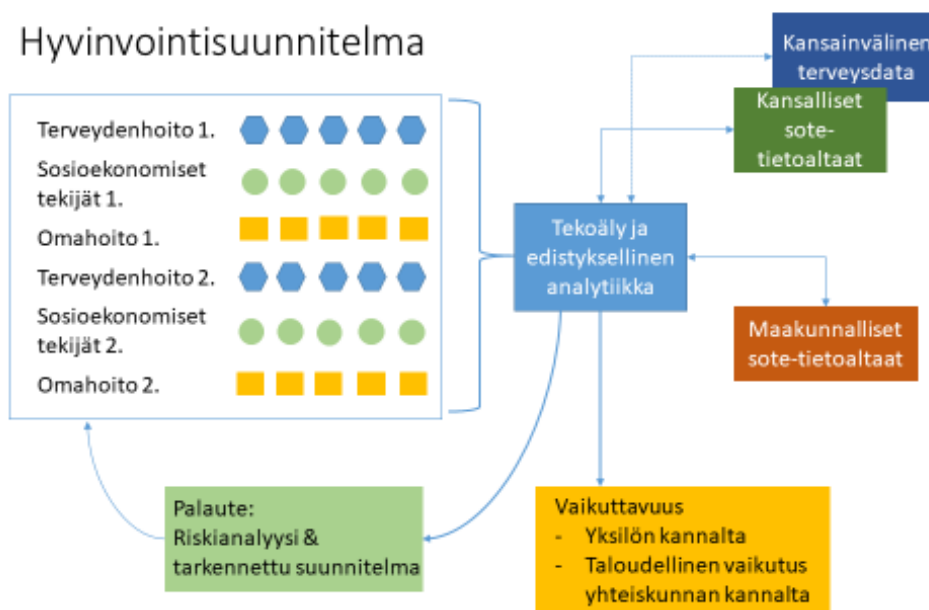 Hyvinvointisuunnitelma
Terveydenhoito 1.
Sosioekonomiset
tekijät 1.
Omahoito 1.
Terveydenhoito 2.
Sosioekonomiset
tekijät 2.
Omahoito 2.
Kansainvälinen
terveysdata
Kansalliset
sote-
tietoaltaat
Tekoäly ja
edistyksellinen
analytiikka
Maakunnalliset
sote-tietoaltaat
Palaute:
Riskianalyysi &
tarkennettu suunnitelma
Vaikuttavuus
- Yksilön kannalta
- Taloudellinen vaikutus
yhteiskunnan kannalta